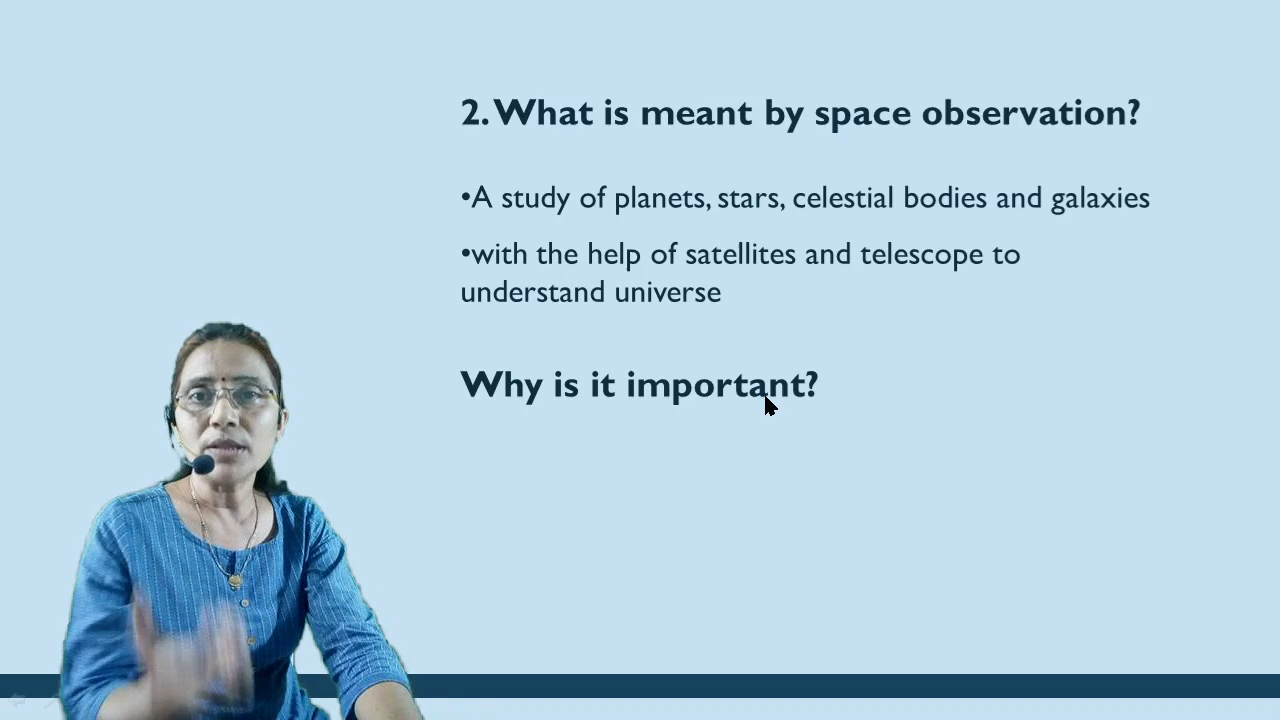 2. What is meant by space observation?
•A study of planets, stars, celestial bodies and galaxies
•with the help of satellites and telescope to
understand universe
Why is it important?